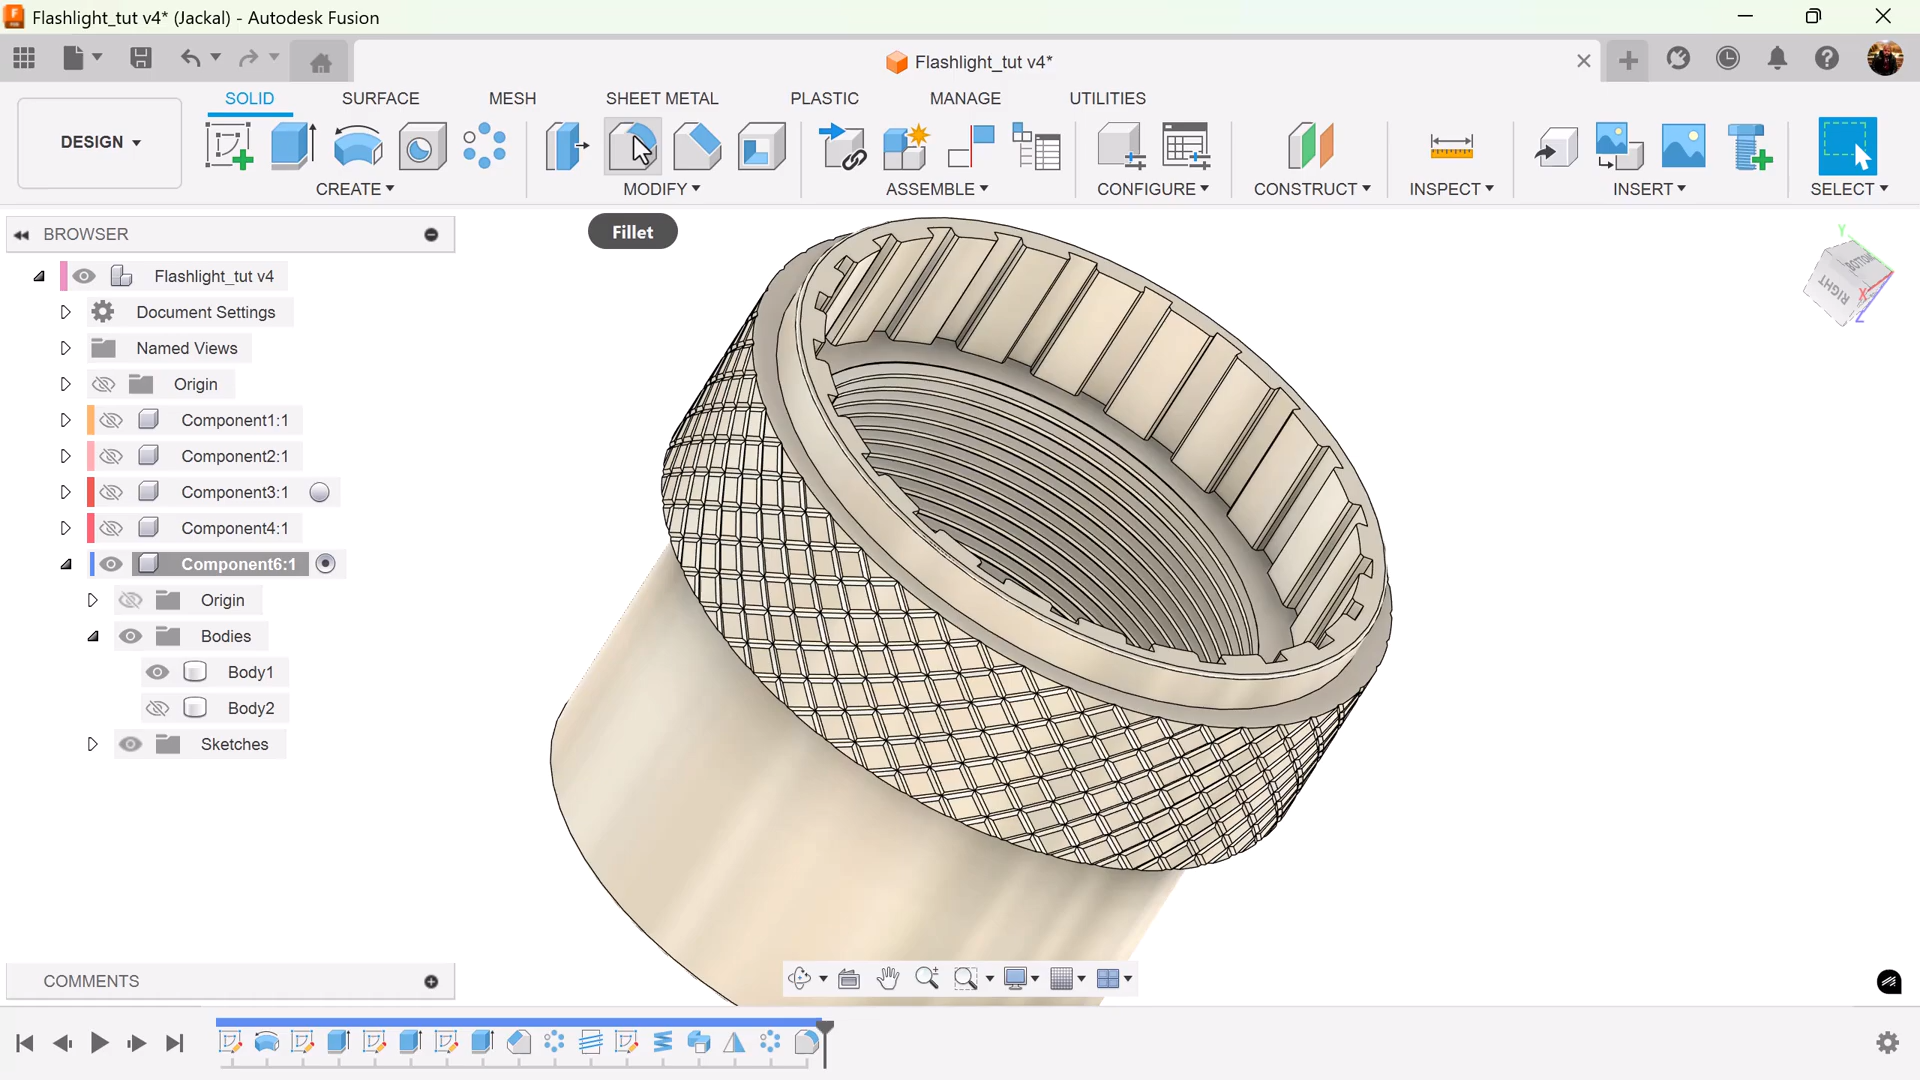 Flashlight_tut v4* (Jackal) - Autodesk Fusion
Flashlight_tut v4*
DESIGN
SOLID
SURFACE
MESH
SHEET METAL
PLASTIC
MANAGE
UTILITIES
CREATE
MODIFY
ASSEMBLE
CONFIGURE
CONSTRUCT
INSPECT
INSERT
SELECT
Fillet
BROWSER
Flashlight_tut v4
Document Settings
Named Views
Origin
Component1:1
Component2:1
Component3:1
Component4:1
Component6:1
Origin
Bodies
Body1
Body2
Sketches
Y
BOTTOM
RIGHT
X
Z
COMMENTS